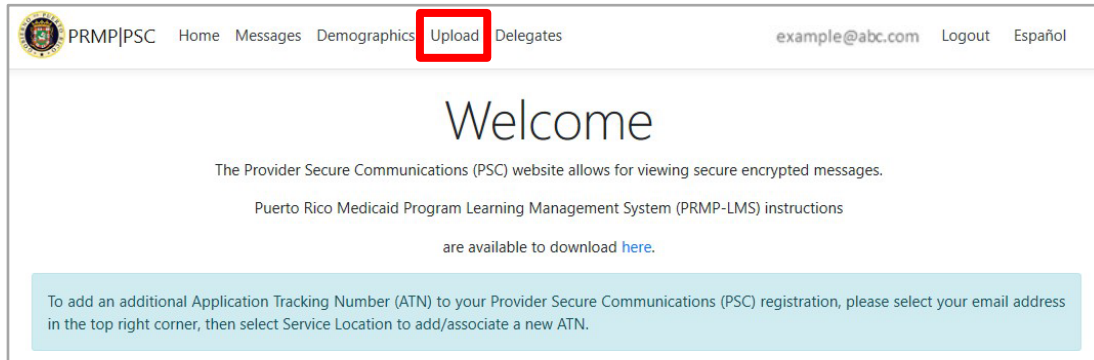 PRMP|PSC Home Messages Demographics Upload Delegates example@abc.com Logout Español
Welcome
The Provider Secure Communications (PSC) website allows for viewing secure encrypted messages.
Puerto Rico Medicaid Program Learning Management System (PRMP-LMS) instructions
are available to download here.
To add an additional Application Tracking Number (ATN) to your Provider Secure Communications (PSC) registration, please select your email address
in the top right corner, then select Service Location to add/associate a new ATN.